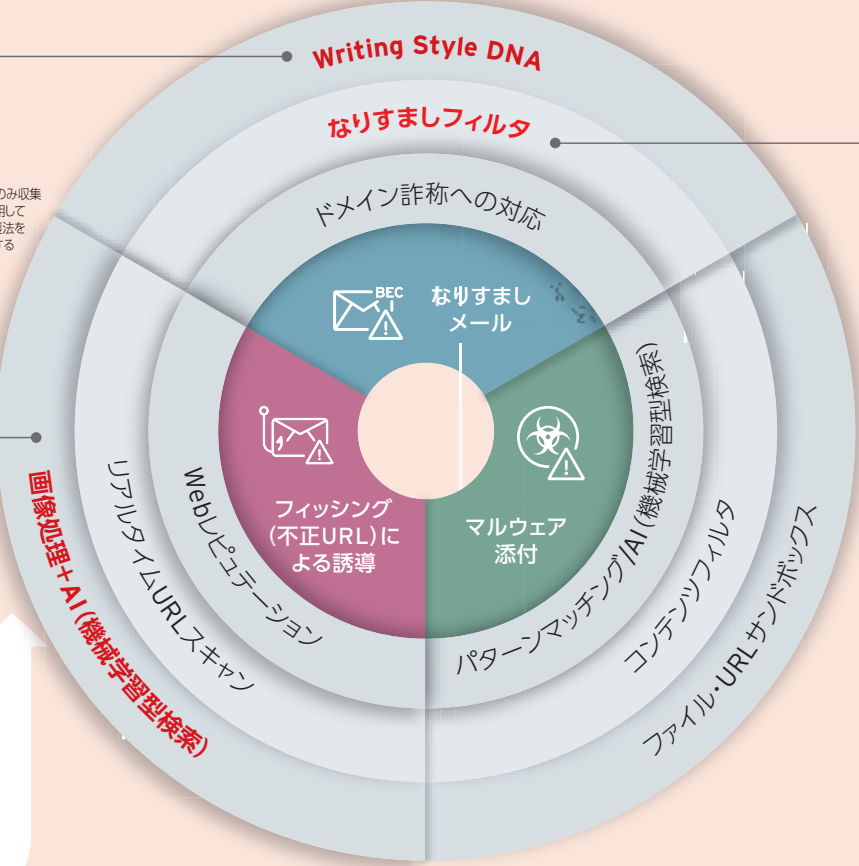 Writing Style DNA
なりすましフィルタ
ドメイン詐称への対応
のみ収集
用して
する
BEC
なりすまし
メール
フィッシング
(不正URL)に
よる誘導
マルウェア
添付
Webレピュテーション
リアルタイムURLスキャン
画像処理+AI(機械学習型検索)
パターンマッチング/AI(機械学習型検索)
コンテンツフィルタ
ファイル・URLサンドボックス